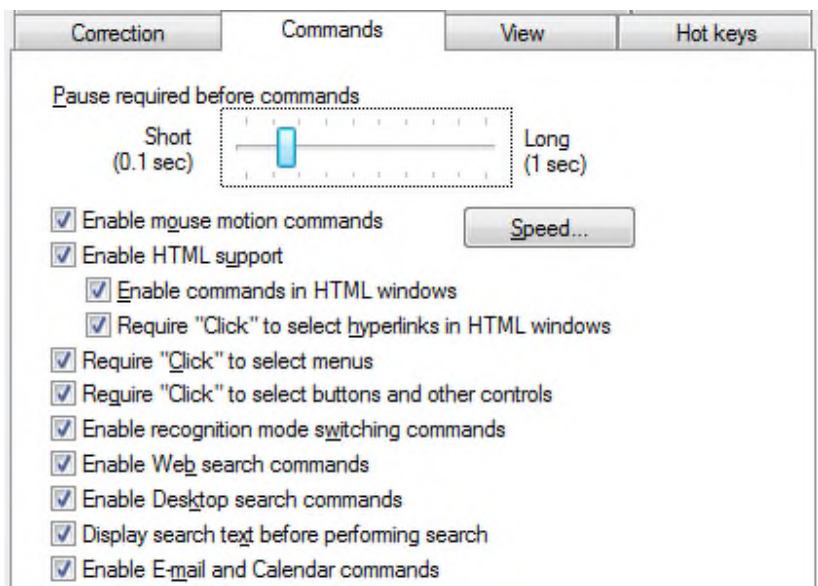 Correction Commands View Hot keys
Pause required before commands
Short
(0.1 sec)
Long
(1 sec)
Enable mouse motion commands
Speed...
Enable HTML support
Enable commands in HTML windows
Require "Click" to select hyperlinks in HTML windows
Require "Click" to select menus
Require "Click" to select buttons and other controls
Enable recognition mode switching commands
Enable Web search commands
Enable Desktop search commands
Display search text before performing search
Enable E-mail and Calendar commands